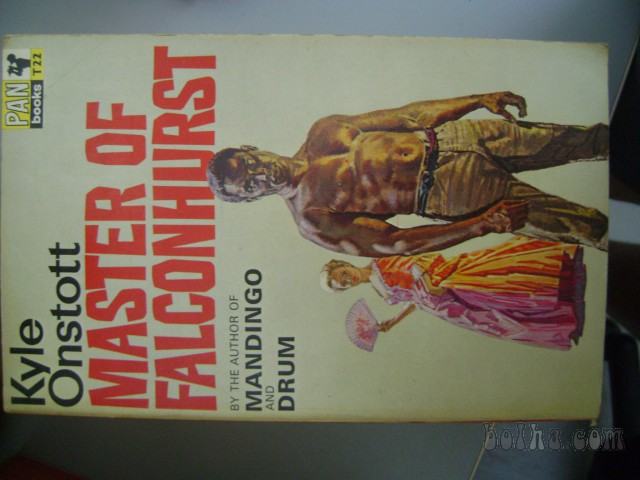 PAN
books
T22
Kyle
Onstott
MASTER OF
FALCONHURST
BY THE AUTHOR OF
MANDINGO
AND
DRUM
bolha.com